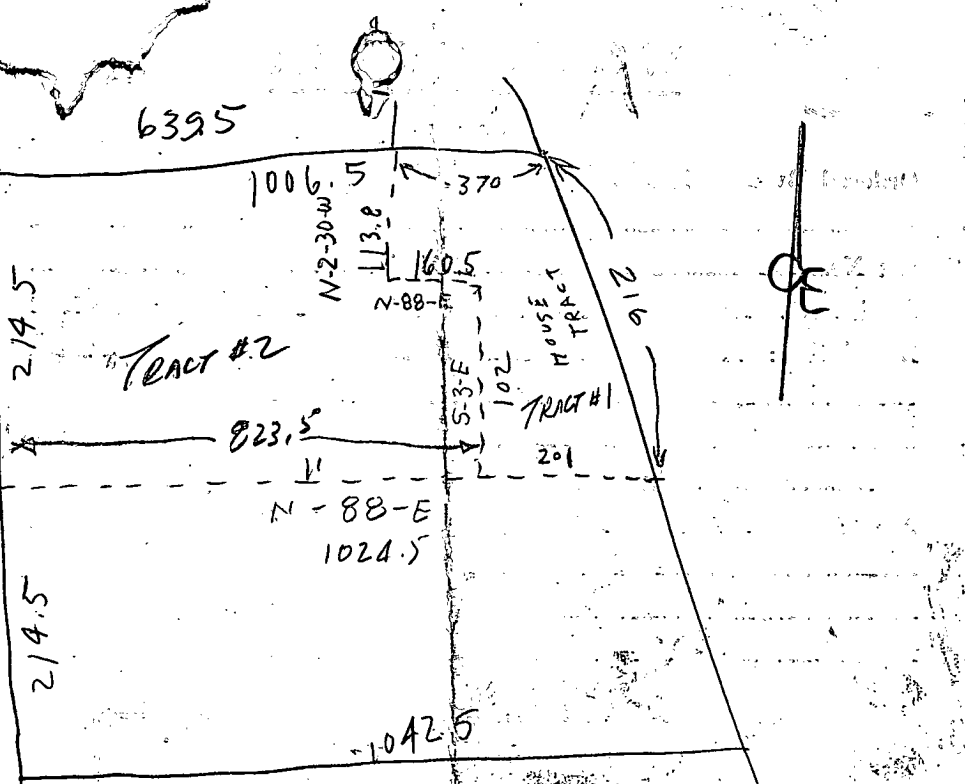 6395
1006.5
370
N-2-30-W
113.8
160.5
N-88-E
214.5
TRACT #2
S-3-E
102
HOUSE
TRACT
216
TRACT #1
823.5
201
N-88-E
1024.5
214.5
1042.5